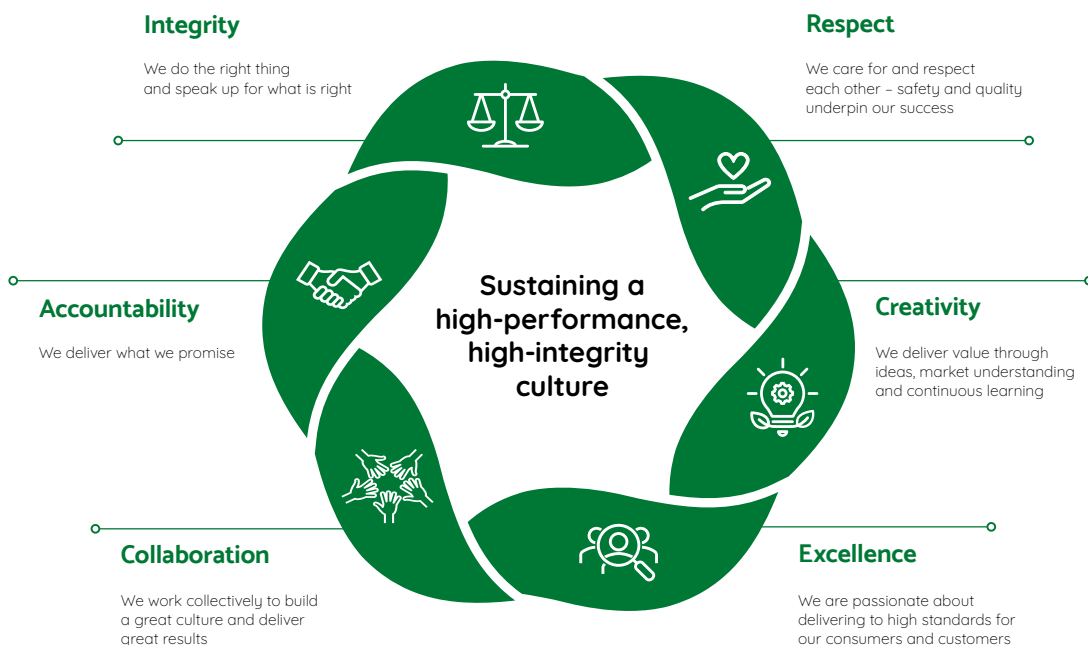 Integrity
We do the right thing
and speak up for what is right
Respect
We care for and respect
each other – safety and quality
underpin our success
Sustaining a
high-performance,
high-integrity
culture
Accountability
We deliver what we promise
Creativity
We deliver value through
ideas, market understanding
and continuous learning
Collaboration
We work collectively to build
a great culture and deliver
great results
Excellence
We are passionate about
delivering to high standards for
our consumers and customers